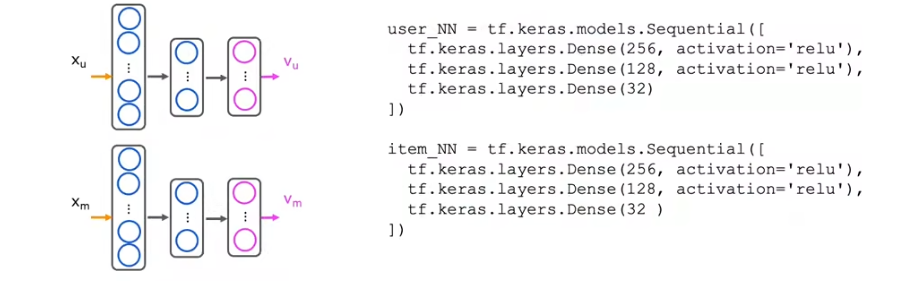 x_u
v_u
user_NN = tf.keras.models.Sequential([
  tf.keras.layers.Dense(256, activation='relu'),
  tf.keras.layers.Dense(128, activation='relu'),
  tf.keras.layers.Dense(32)
])
x_m
v_m
item_NN = tf.keras.models.Sequential([
  tf.keras.layers.Dense(256, activation='relu'),
  tf.keras.layers.Dense(128, activation='relu'),
  tf.keras.layers.Dense(32 )
])